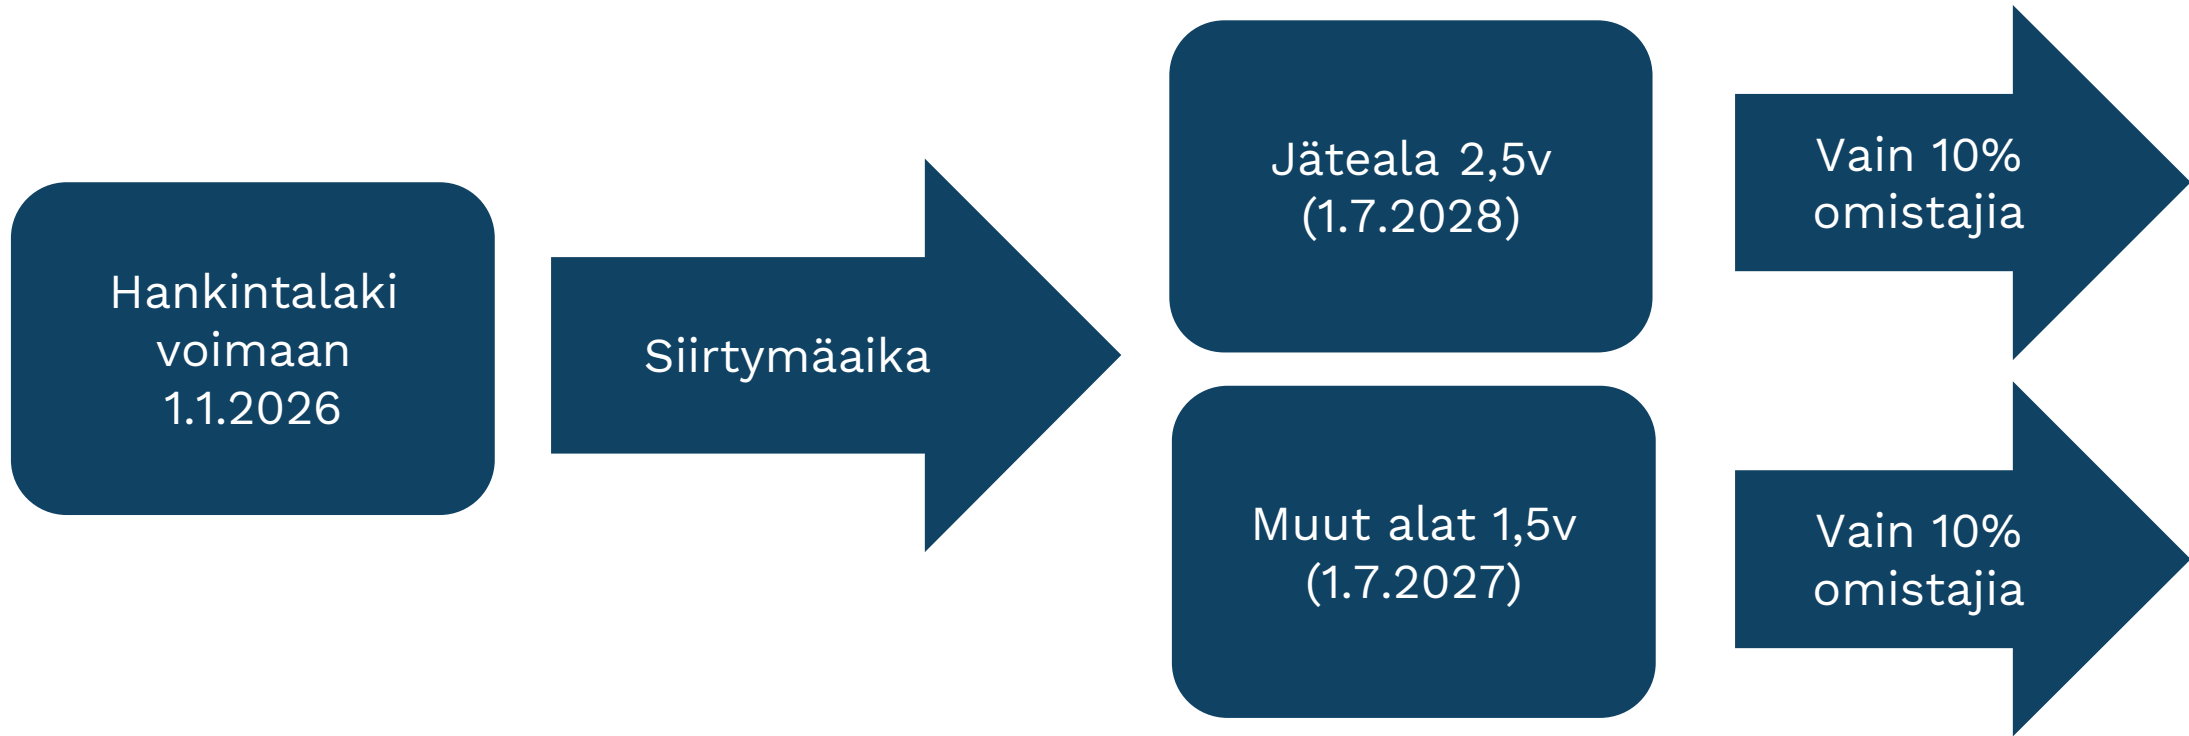 Hankintalaki
voimaan
1.1.2026
Siirtymäaika
Jäteala 2,5v
(1.7.2028)
Vain 10%
omistajia
Muut alat 1,5v
(1.7.2027)
Vain 10%
omistajia